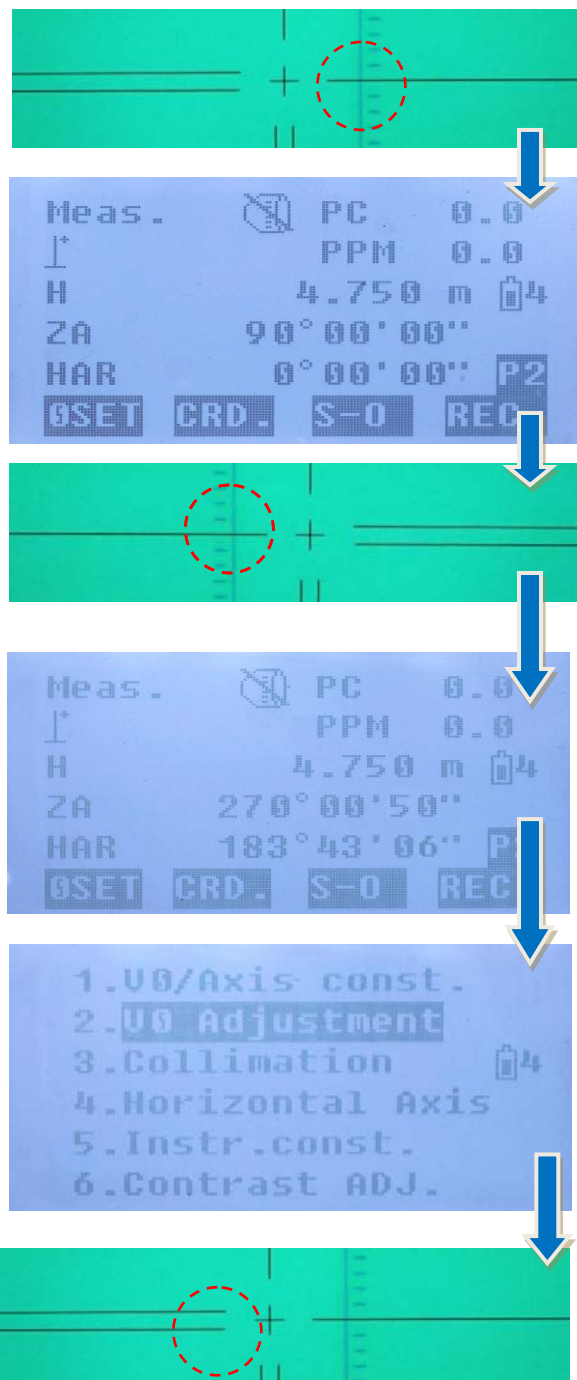 Meas. PC 0.0
PPM 0.0
H 4.750 m 4
ZA 90°00'00"
HAR 0°00'00" P2
0SET CRD. S-O REC
Meas. PC 0.0
PPM 0.0
H 4.750 m 4
ZA 270°00'50"
HAR 183°43'06" P
0SET CRD. S-O REC
1.V0/Axis const.
2.V0 Adjustment
3.Collimation 4
4.Horizontal Axis
5.Instr.const.
6.Contrast ADJ.